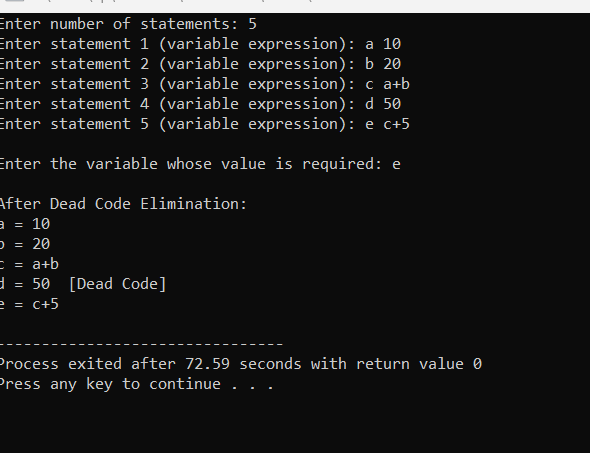 Enter number of statements: 5
Enter statement 1 (variable expression): a 10
Enter statement 2 (variable expression): b 20
Enter statement 3 (variable expression): c a+b
Enter statement 4 (variable expression): d 50
Enter statement 5 (variable expression): e c+5
Enter the variable whose value is required: e
After Dead Code Elimination:
a = 10
b = 20
c = a+b
d = 50  [Dead Code]
e = c+5
--------------------------------
Process exited after 72.59 seconds with return value 0
Press any key to continue . . .